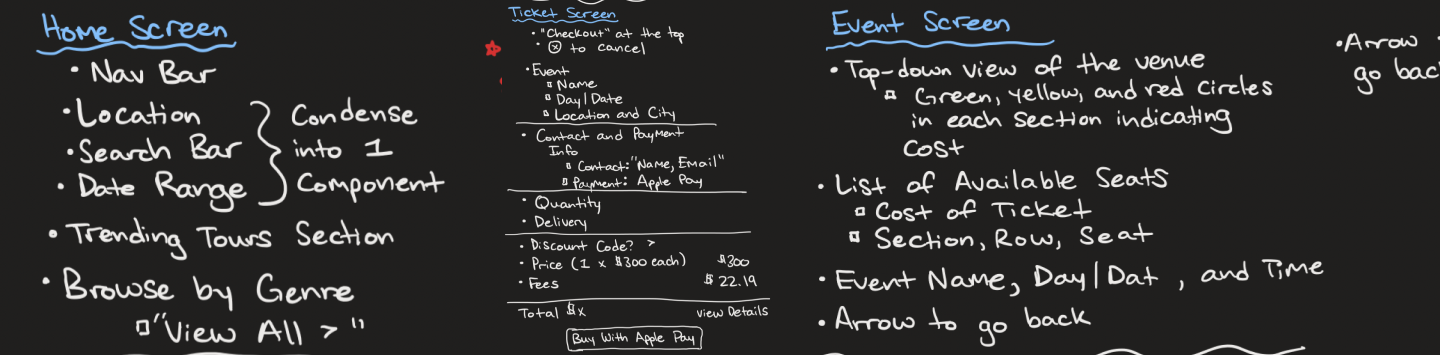 Home Screen
• Nav Bar
• Location
• Search Bar
• Date Range
Condense
into 1
Component
• Trending Tours Section
• Browse by Genre
"View All > "
Ticket Screen
• "Checkout" at the top
• ⓧ to cancel
• Event
Name
Day/Date
Location and City
• Contact and Payment
Info
Contact: "Name, Email"
Payment: Apple Pay
• Quantity
• Delivery
• Discount Code? >
• Price (1 x $300 each) $300
• Fees $ 22.19
Total $x view Details
Buy With Apple Pay
Event Screen
• Top-down view of the venue
Green, yellow, and red circles
in each section indicating
cost
• List of Available Seats
Cost of Ticket
Section, Row, Seat
• Event Name, Day/Dat , and Time
• Arrow to go back
• Arrow
go bac